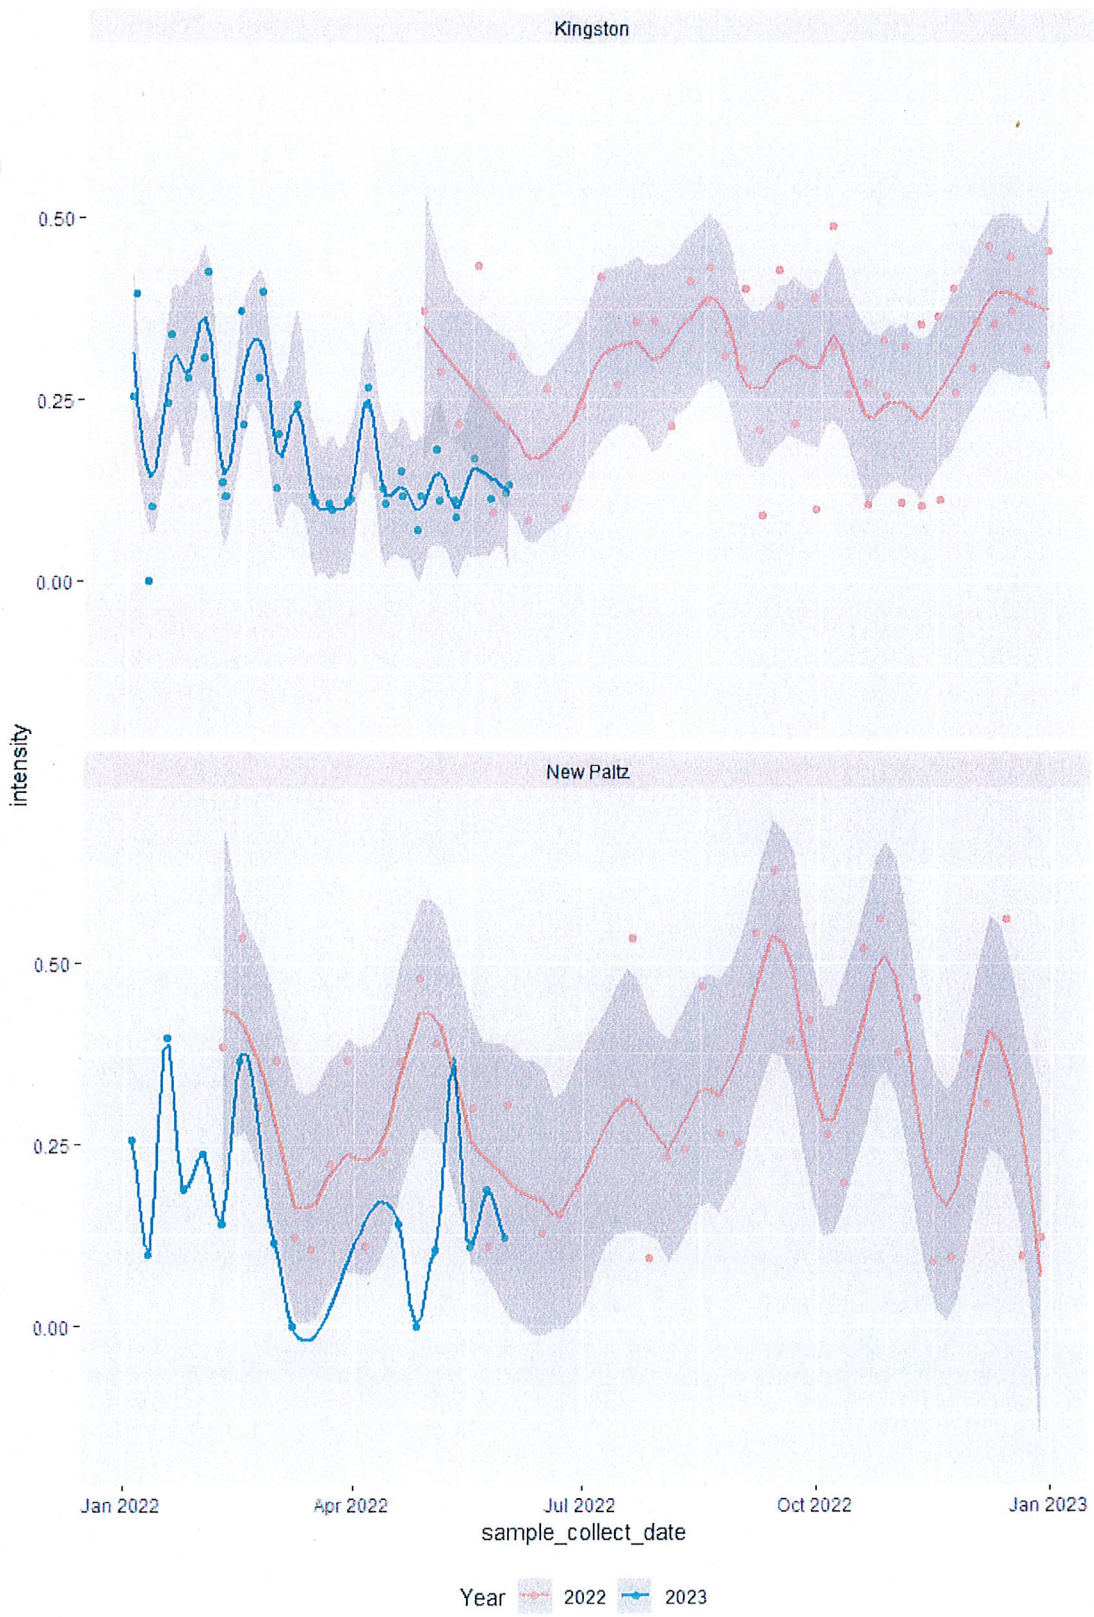 Kingston
0.50
0.25
0.00
intensity
New Paltz
0.50
0.25
0.00
Jan 2022 Apr 2022 Jul 2022 Oct 2022 Jan 2023
sample_collect_date
Year 2022 2023